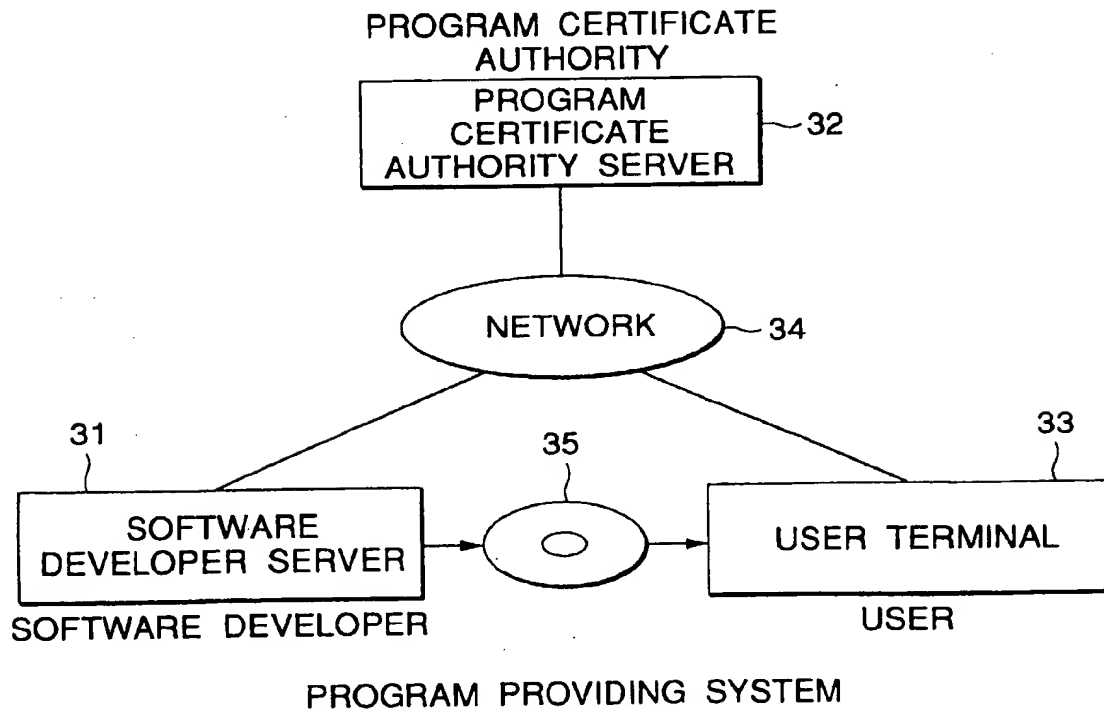 PROGRAM CERTIFICATE
AUTHORITY
PROGRAM
CERTIFICATE
AUTHORITY SERVER
32
NETWORK
34
31
35
33
SOFTWARE
DEVELOPER SERVER
USER TERMINAL
SOFTWARE DEVELOPER
USER
PROGRAM PROVIDING SYSTEM